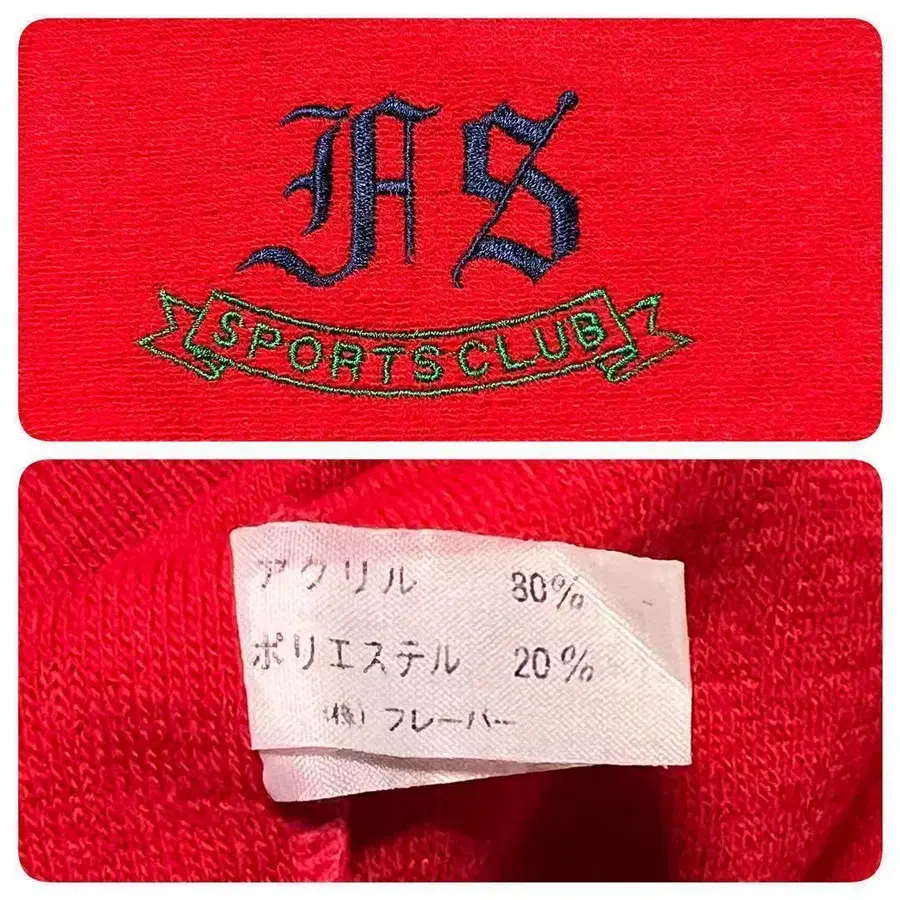 FS
SPORTS CLUB
アクリル 80%
ポリエステル 20%
(株) フレーバー